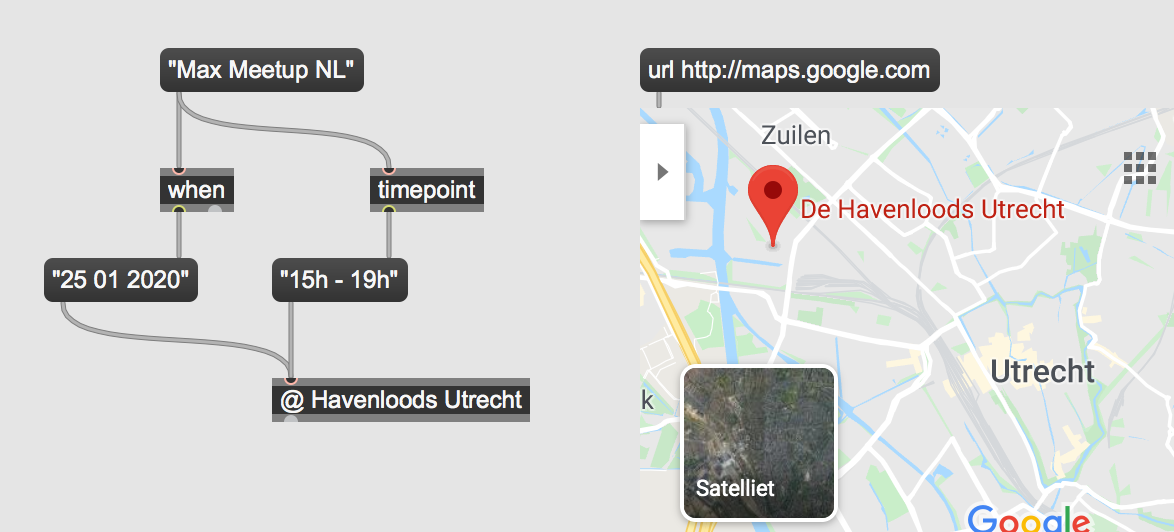 "Max Meetup NL"
when
timepoint
"25 01 2020"
"15h - 19h"
@ Havenloods Utrecht
url http://maps.google.com
Zuilen
De Havenloods Utrecht
Utrecht
k
Satelliet
Google